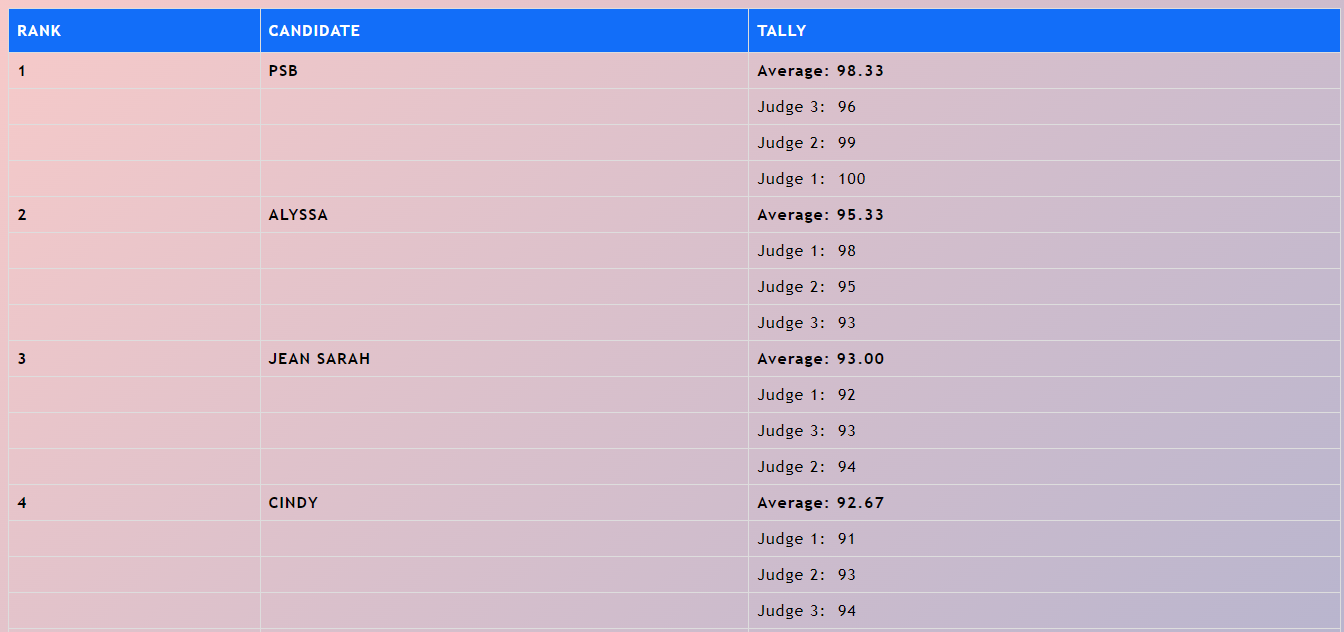 RANK CANDIDATE TALLY
1 PSB Average: 98.33
Judge 3: 96
Judge 2: 99
Judge 1: 100
2 ALYSSA Average: 95.33
Judge 1: 98
Judge 2: 95
Judge 3: 93
3 JEAN SARAH Average: 93.00
Judge 1: 92
Judge 3: 93
Judge 2: 94
4 CINDY Average: 92.67
Judge 1: 91
Judge 2: 93
Judge 3: 94